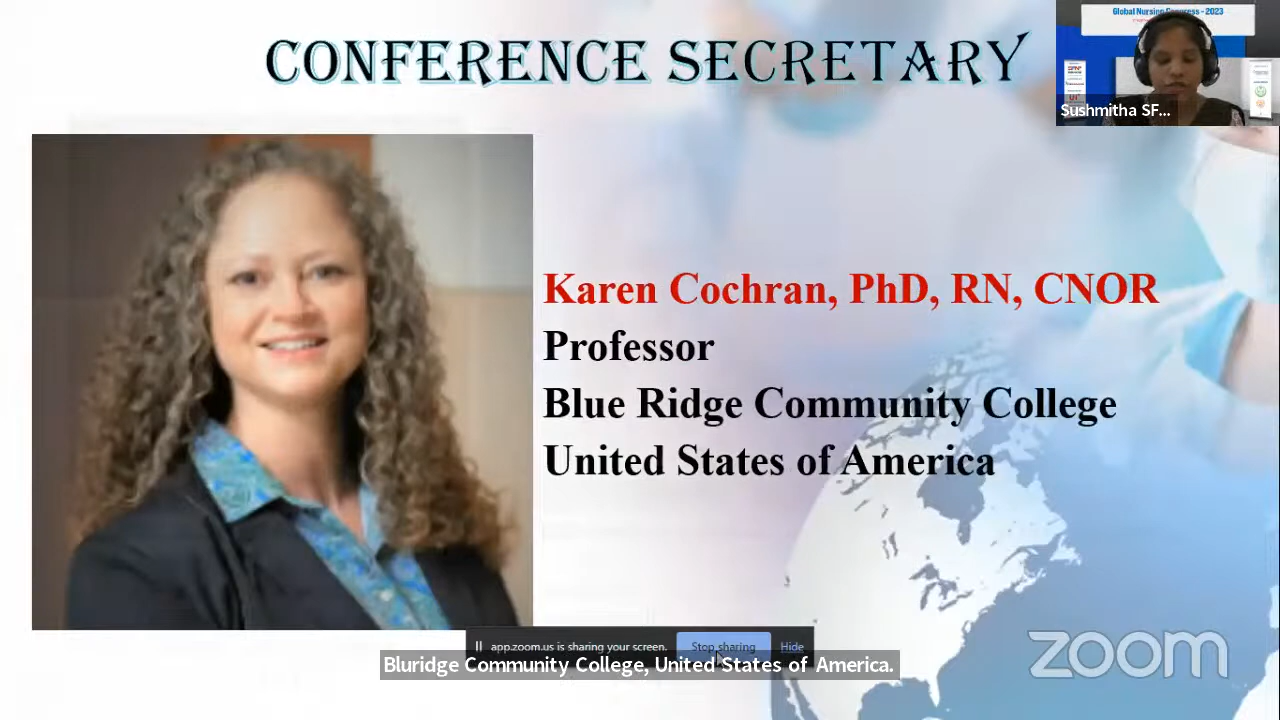 CONFERENCE SECRETARY
Global Nursing Congress - 2023
Sushmitha SF...
Karen Cochran, PhD, RN, CNOR
Professor
Blue Ridge Community College
United States of America
app.zoom.us is sharing your screen.
Stop sharing
Hide
Bluridge Community College, United States of America.
zoom